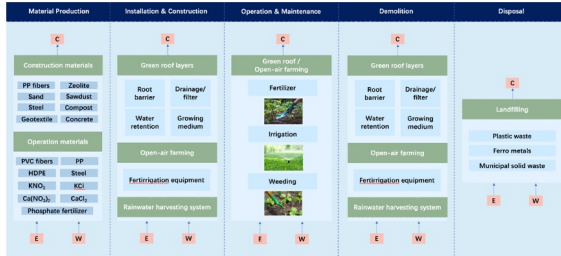 Material Production
Installation & Construction
Operation & Maintenance
Demolition
Disposal
C
Construction materials
PP fibers
Zeolite
Sand
Sawdust
Steel
Compost
Geotextile
Concrete
Operation materials
PVC fibers
PP
HDPE
Steel
KNO3
KCi
Ca(NO3)2
CaCl2
Phosphate fertilizer
E
W
C
Green roof layers
Root
barrier
Drainage/
filter
Water
retention
Growing
medium
Open-air farming
Fertirrigation equipment
Rainwater harvesting system
E
W
C
Green roof /
Open-air farming
Fertilizer
Irrigation
Weeding
E
W
C
Green roof layers
Root
barrier
Drainage/
filter
Water
retention
Growing
medium
Open-air farming
Fertirrigation equipment
Rainwater harvesting system
E
W
C
Landfilling
Plastic waste
Ferro metals
Municipal solid waste
E
W